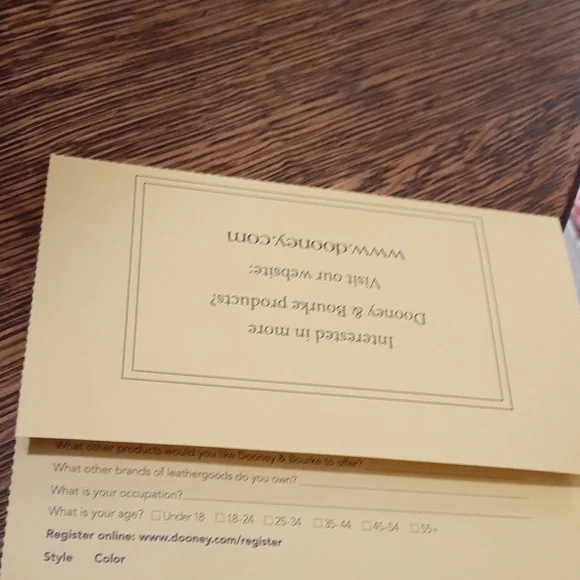 Interested in more
Dooney & Bourke products?
Visit our website:
www.dooney.com
What other products would you like Dooney & Bourke to offer?
What other brands of leathergoods do you own?
What is your occupation?
What is your age? □ Under 18 □ 18-24 □ 25-34 □ 35-44 □ 45-54 □ 55+
Register online: www.dooney.com/register
Style Color